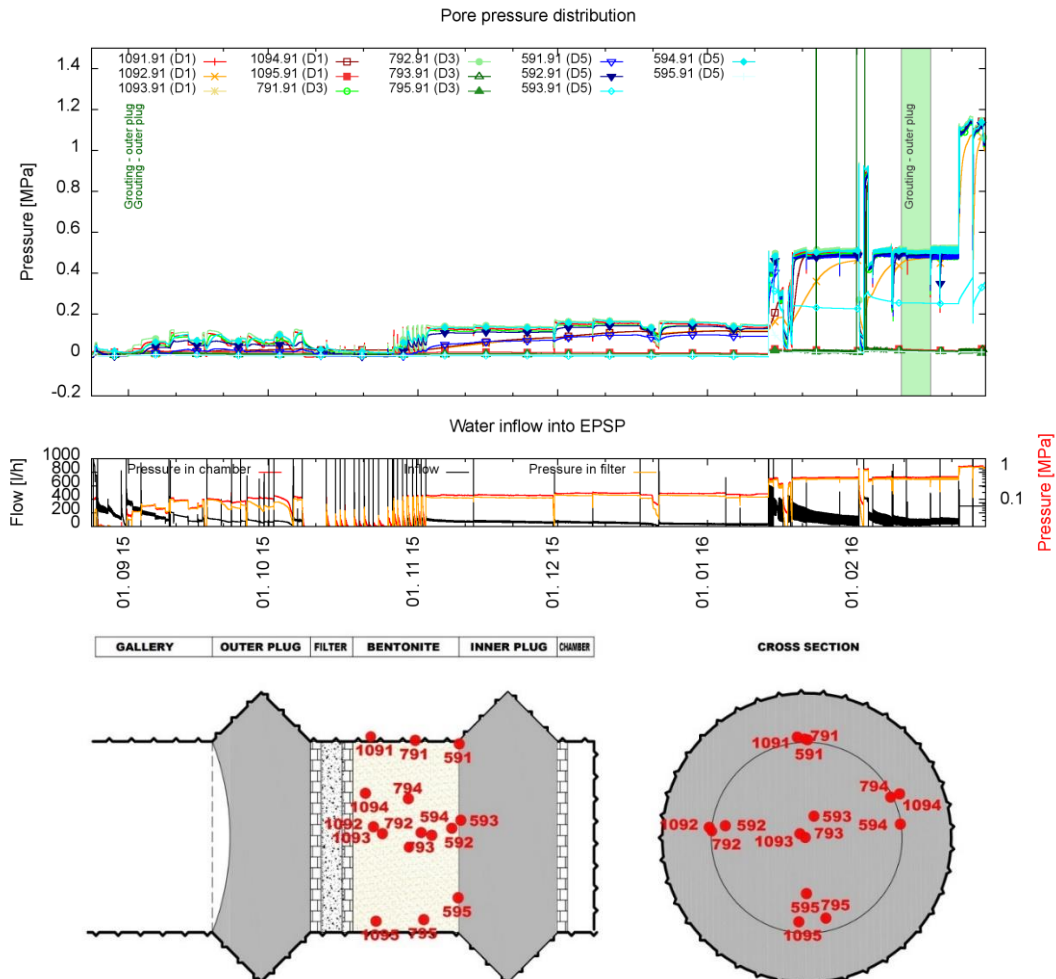 Pore pressure distribution
1.4
1.2
1
0.8
0.6
0.4
0.2
0
-0.2
Pressure [MPa]
1091.91 (D1)
1092.91 (D1)
1093.91 (D1)
1094.91 (D1)
1095.91 (D1)
791.91 (D3)
792.91 (D3)
793.91 (D3)
795.91 (D3)
591.91 (D5)
592.91 (D5)
593.91 (D5)
594.91 (D5)
595.91 (D5)
Grouting - outer plug
Grouting - outer plug
Grouting - outer plug
Water inflow into EPSP
1000
800
600
400
200
0
Flow [l/h]
Pressure in chamber
Inflow
Pressure in filter
1
0.1
Pressure [MPa]
01. 09 15
01. 10 15
01. 11 15
01. 12 15
01. 01 16
01. 02 16
GALLERY OUTER PLUG FILTER BENTONITE INNER PLUG CHAMBER
1091
791
591
794
1094
1092
792
594
593
1093
793
592
595
1095
795
CROSS SECTION
1091
791
591
794
1094
593
594
1092
592
792
1093
793
595
795
1095